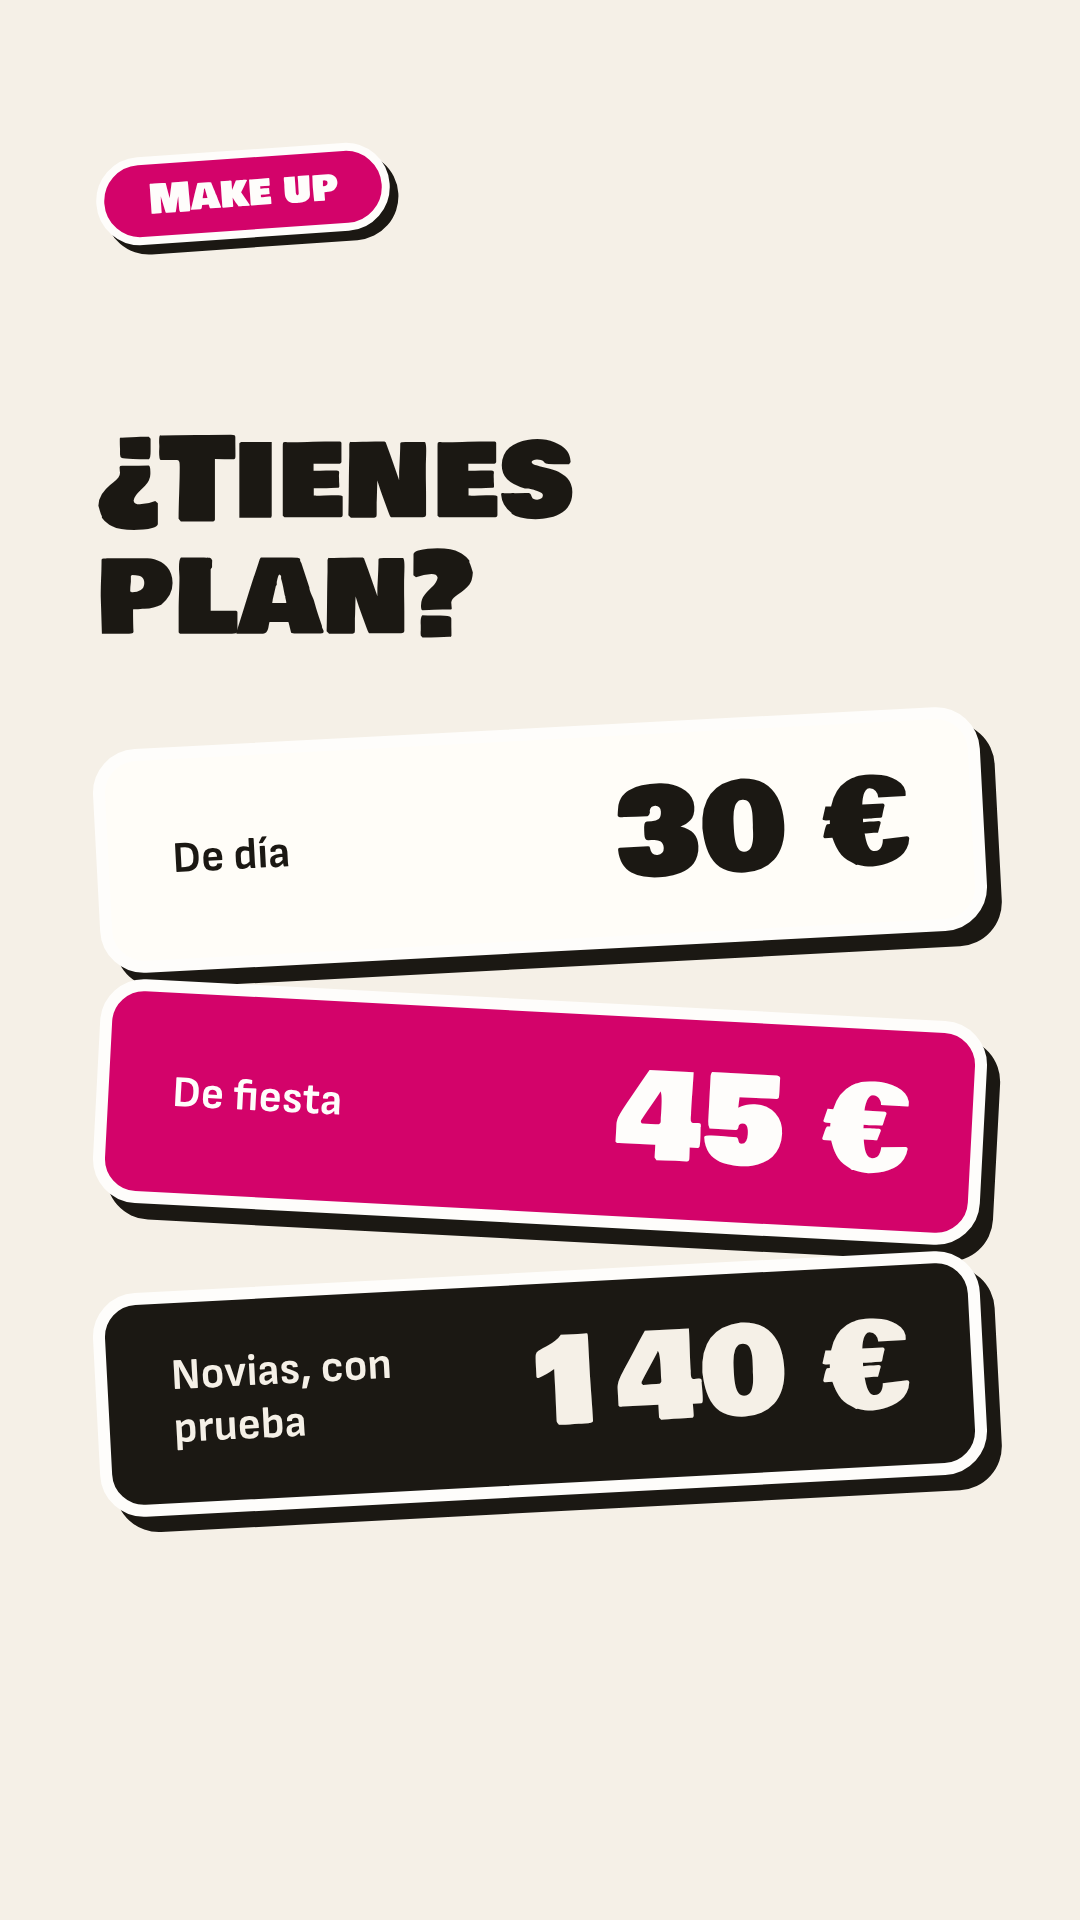 Make up
¿Tienes
plan?
De día
30 €
De fiesta
45 €
Novias, con
prueba
140 €